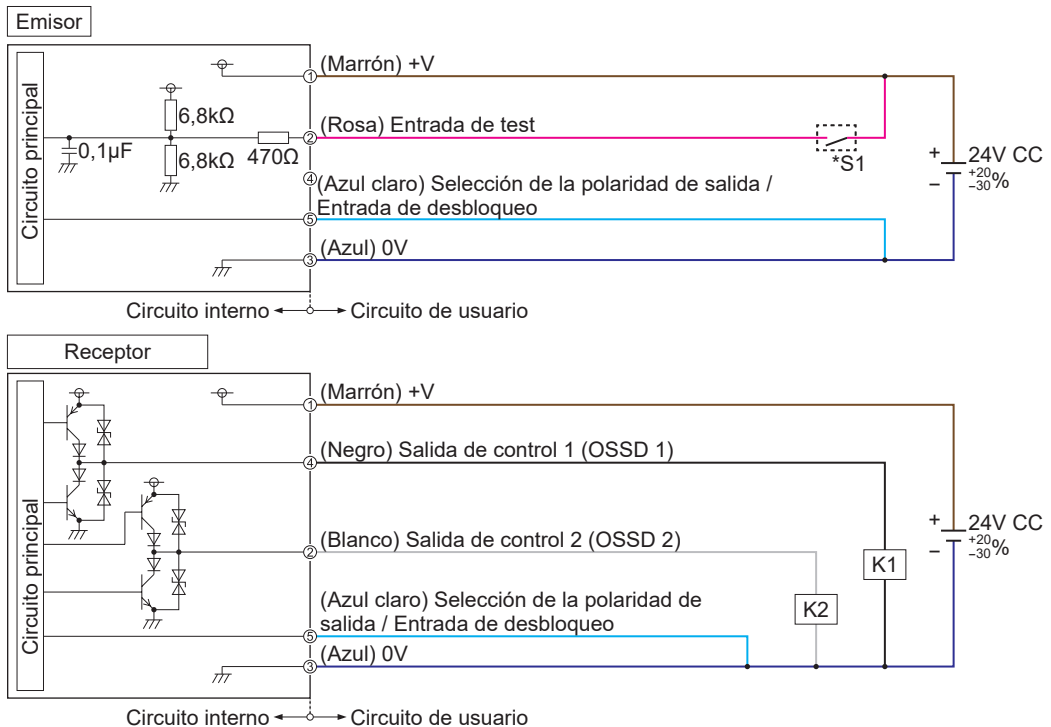 Emisor
(Marrón) +V
1
6,8kΩ
(Rosa) Entrada de test
2
0,1µF
6,8kΩ
470Ω
*S1
+
24V CC
+20
–30 %
–
4
(Azul claro) Selección de la polaridad de salida /
Entrada de desbloqueo
5
(Azul) 0V
3
Circuito principal
Circuito interno
Circuito de usuario
Receptor
(Marrón) +V
1
(Negro) Salida de control 1 (OSSD 1)
4
(Blanco) Salida de control 2 (OSSD 2)
2
+
24V CC
+20
–30 %
–
K1
K2
(Azul claro) Selección de la polaridad de
salida / Entrada de desbloqueo
5
(Azul) 0V
3
Circuito principal
Circuito interno
Circuito de usuario